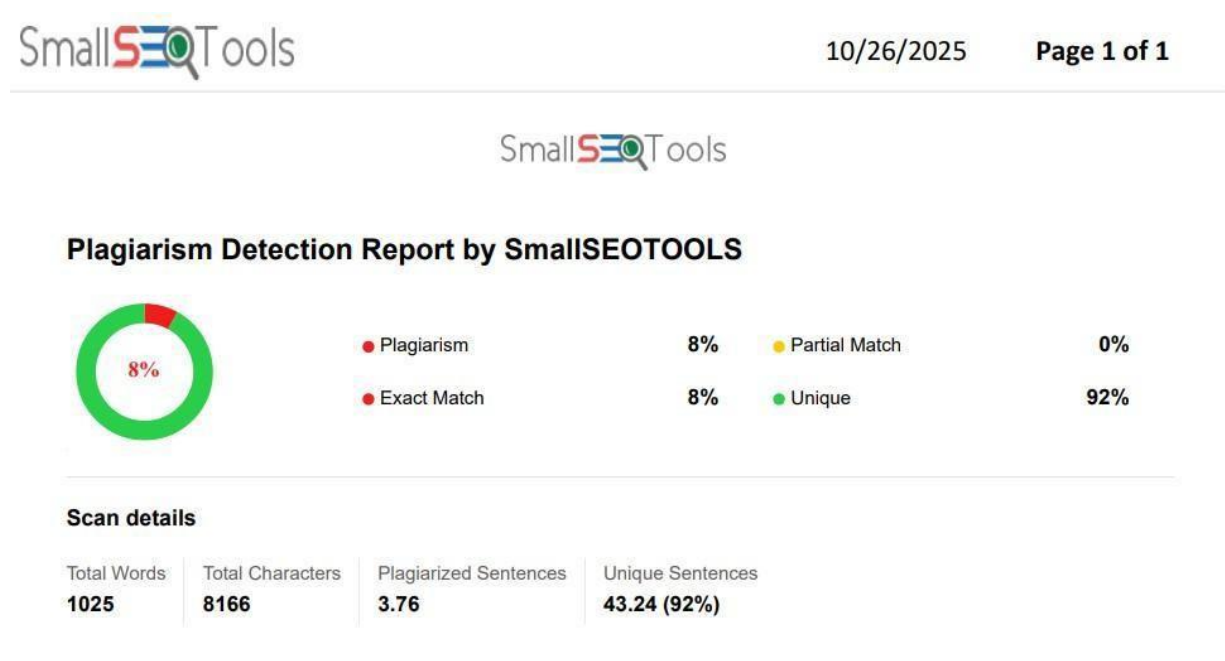 SmallSEOTools 10/26/2025 Page 1 of 1
SmallSEOTools
Plagiarism Detection Report by SmallSEOTOOLS
8%
Plagiarism 8% Partial Match 0%
Exact Match 8% Unique 92%
Scan details
Total Words Total Characters Plagiarized Sentences Unique Sentences
1025 8166 3.76 43.24 (92%)